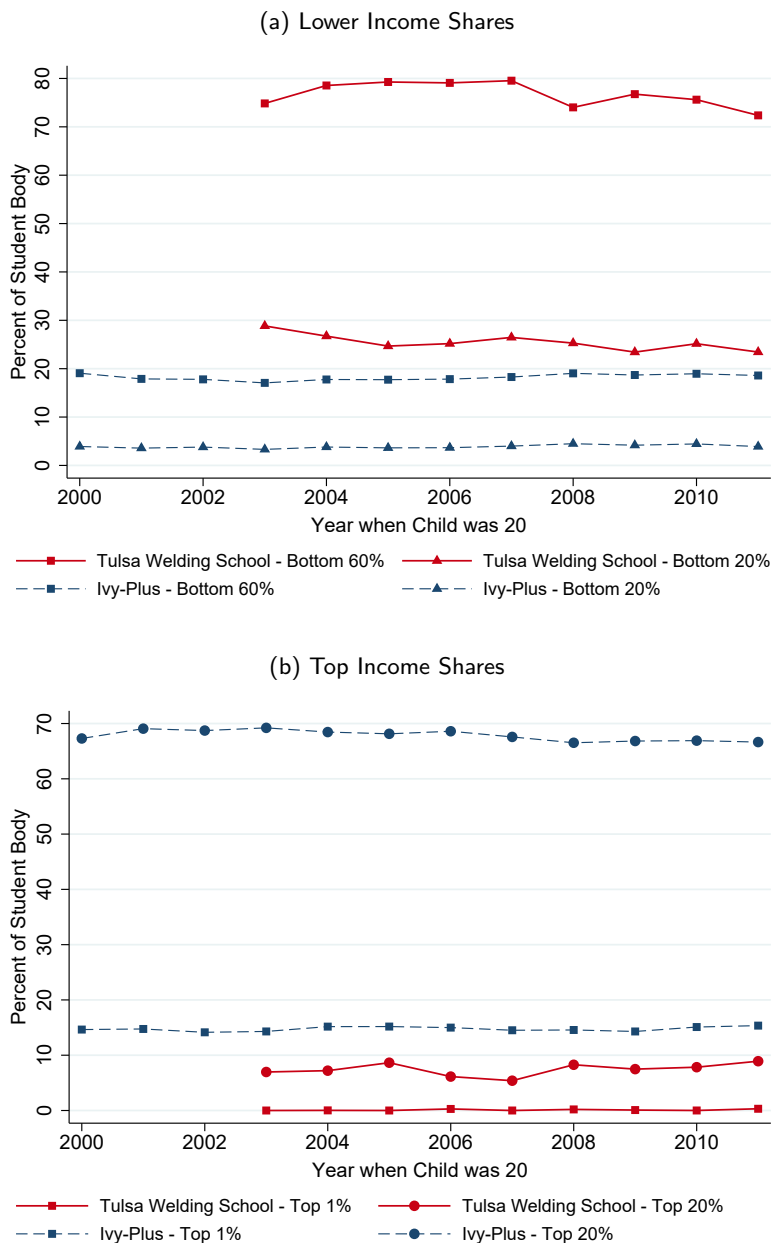 (a) Lower Income Shares
80
70
60
50
40
30
20
10
0
Percent of Student Body
2000 2002 2004 2006 2008 2010
Year when Child was 20
Tulsa Welding School - Bottom 60% Tulsa Welding School - Bottom 20%
Ivy-Plus - Bottom 60% Ivy-Plus - Bottom 20%
(b) Top Income Shares
70
60
50
40
30
20
10
0
Percent of Student Body
2000 2002 2004 2006 2008 2010
Year when Child was 20
Tulsa Welding School - Top 1% Tulsa Welding School - Top 20%
Ivy-Plus - Top 1% Ivy-Plus - Top 20%